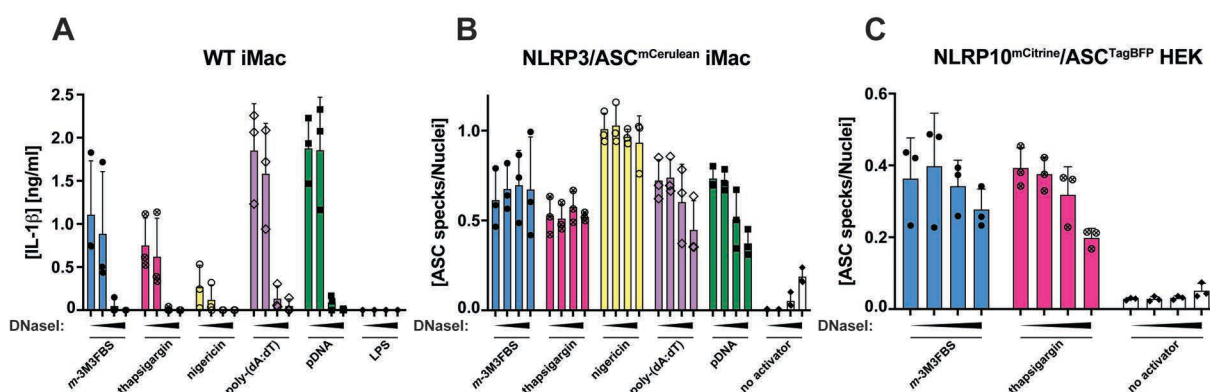 A
WT iMac
[IL-1β] [ng/ml]
2.5
2.0
1.5
1.0
0.5
0
DNaseI:
m-3M3FBS
thapsigargin
nigericin
poly-(dA:dT)
pDNA
LPS
B
NLRP3/ASCmCerulean iMac
[ASC specks/Nuclei]
1.0
0.5
0.0
m-3M3FBS
thapsigargin
nigericin
poly-(dA:dT)
pDNA
no activator
C
NLRP10mCitrine/ASCTagBFP HEK
[ASC specks/Nuclei]
0.6
0.4
0.2
0.0
DNaseI:
m-3M3FBS
thapsigargin
no activator